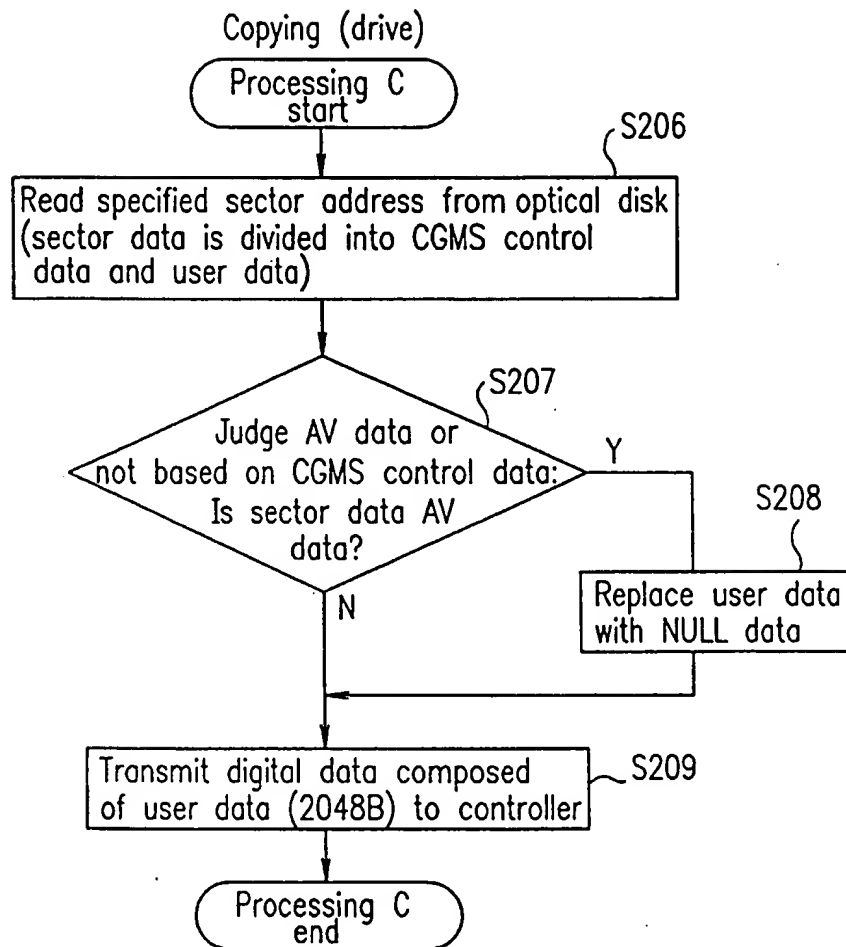 Copying (drive)
Processing C
start
S206
Read specified sector address from optical disk
(sector data is divided into CGMS control
data and user data)
S207
Judge AV data or
not based on CGMS control data:
Is sector data AV
data?
Y
S208
Replace user data
with NULL data
N
Transmit digital data composed
of user data (2048B) to controller
S209
Processing C
end